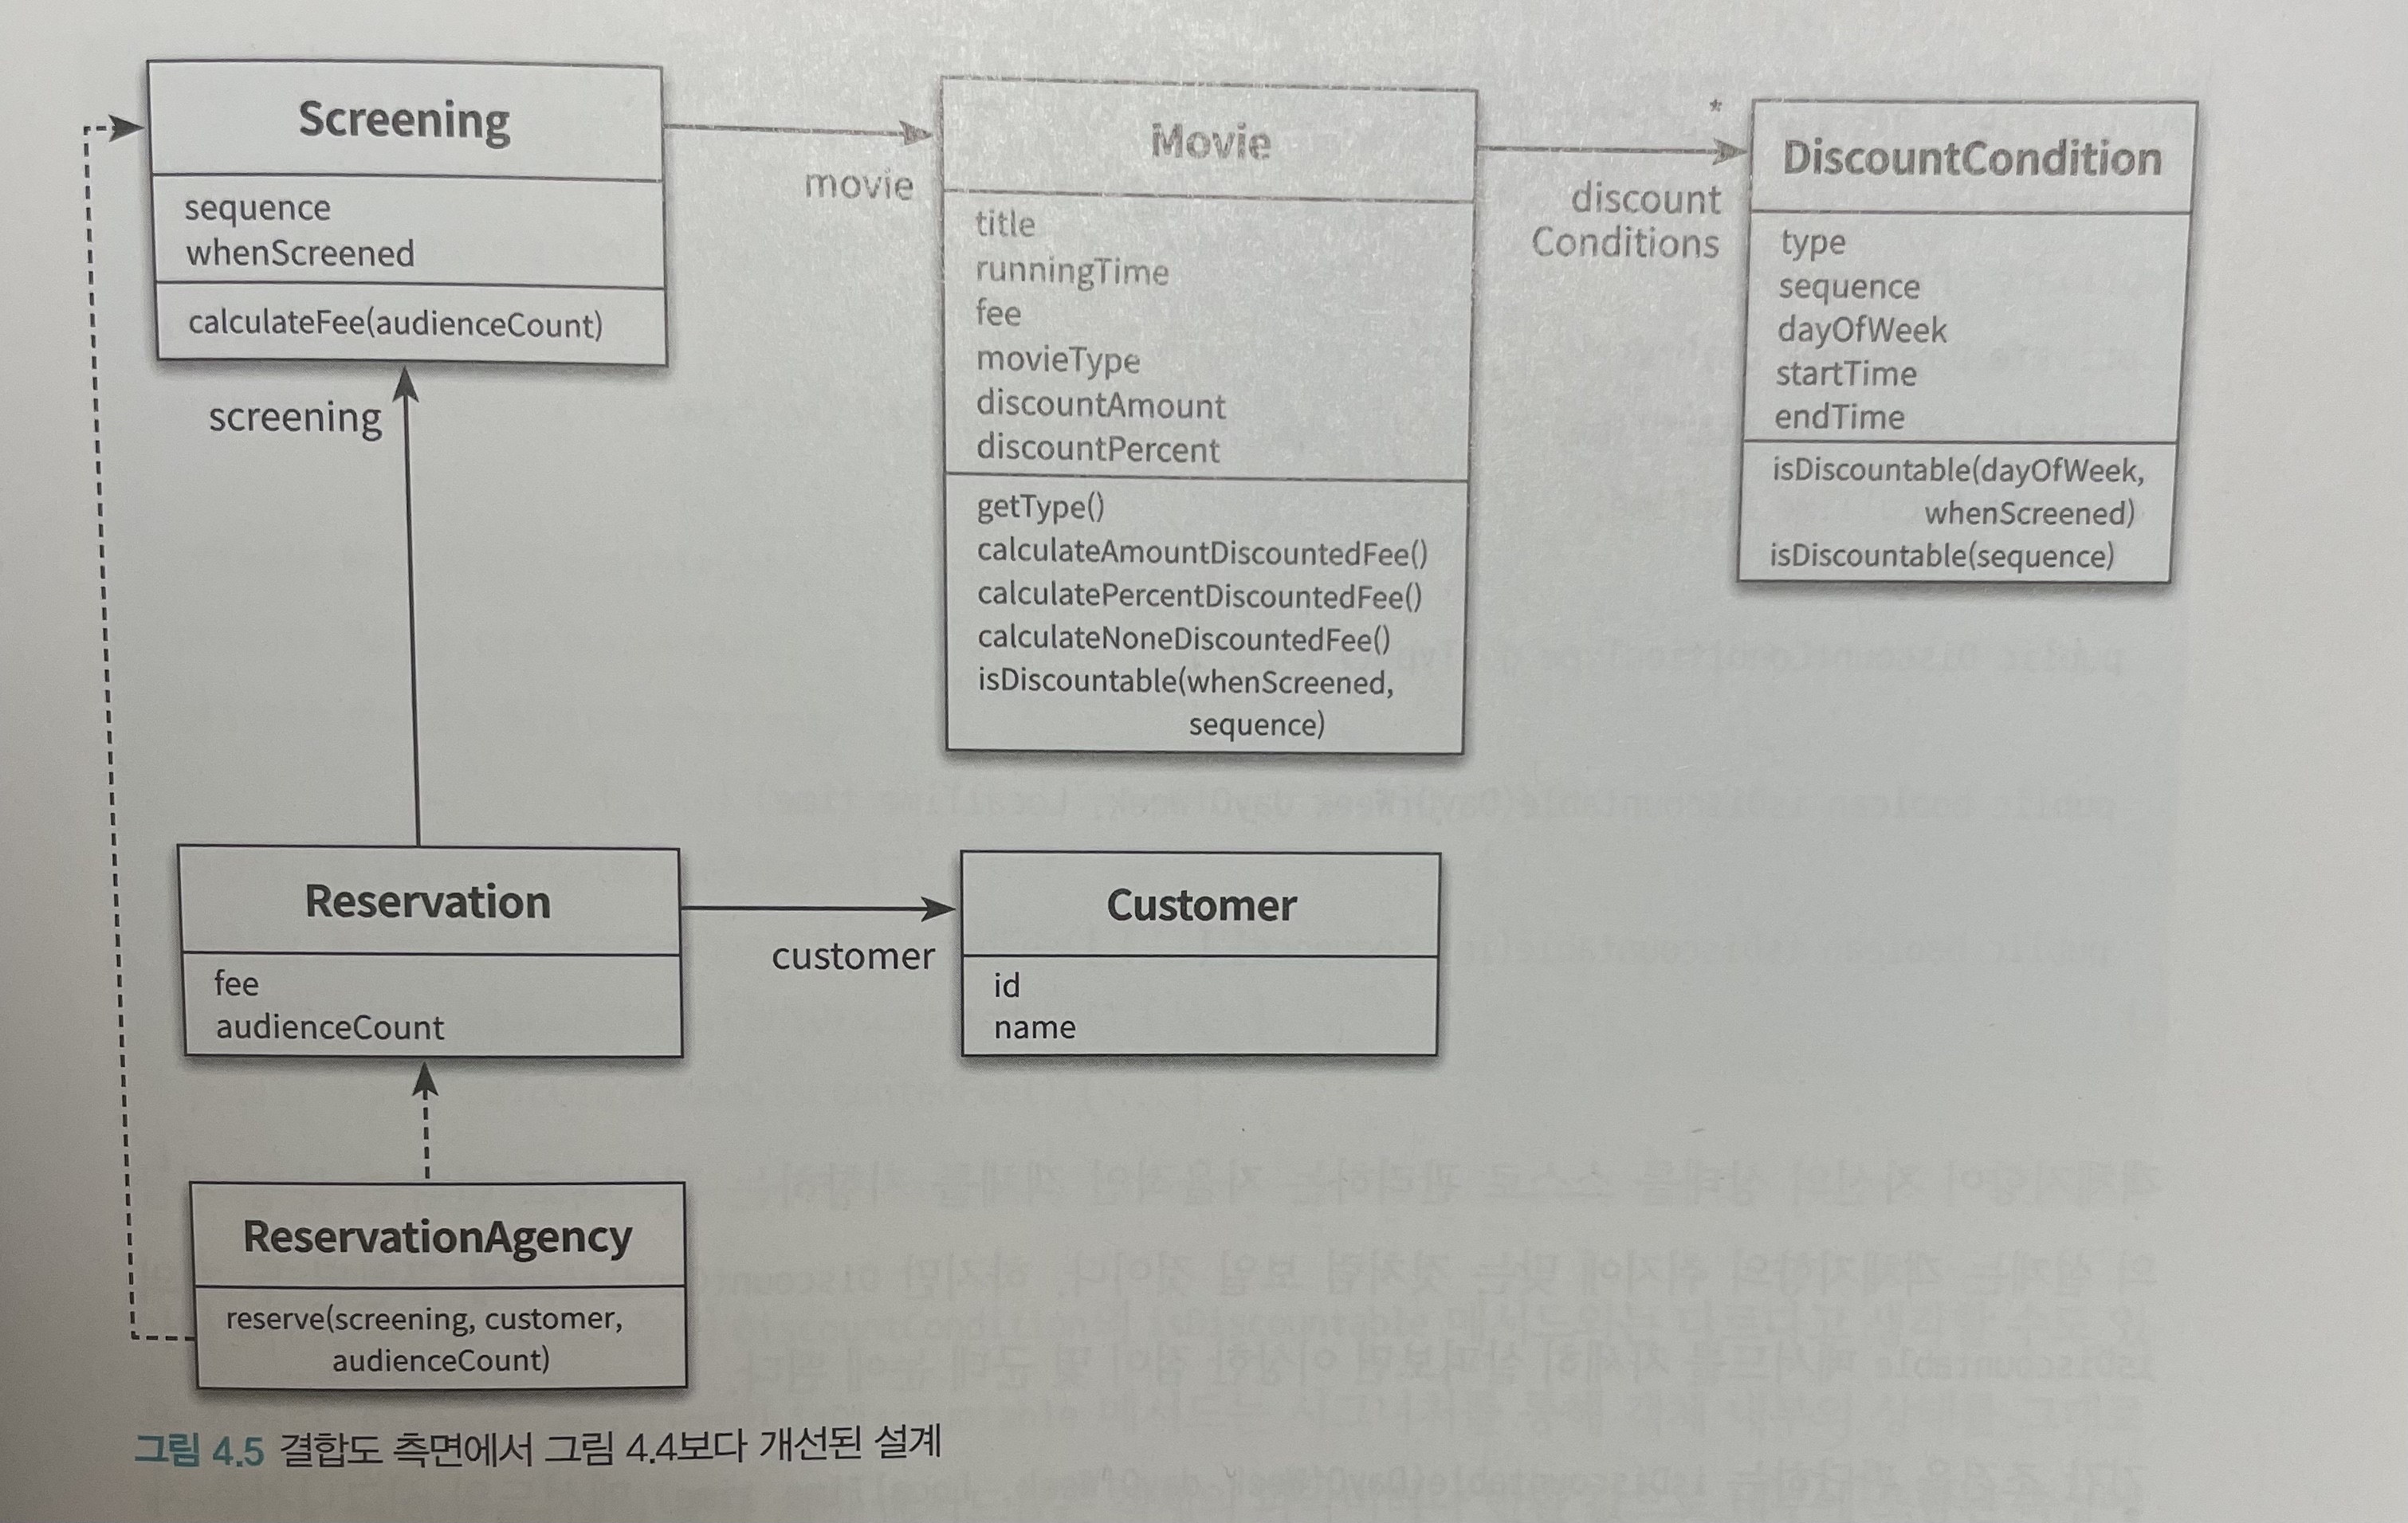 Screening
sequence
whenScreened
calculateFee(audienceCount)
screening
movie
Movie
title
runningTime
fee
movieType
discountAmount
discountPercent
getType()
calculateAmountDiscountedFee()
calculatePercentDiscountedFee()
calculateNoneDiscountedFee()
isDiscountable(whenScreened,
sequence)
*
discount
Conditions
DiscountCondition
type
sequence
dayOfWeek
startTime
endTime
isDiscountable(dayOfWeek,
whenScreened)
isDiscountable(sequence)
Reservation
fee
audienceCount
customer
Customer
id
name
ReservationAgency
reserve(screening, customer,
audienceCount)
그림 4.5 결합도 측면에서 그림 4.4보다 개선된 설계